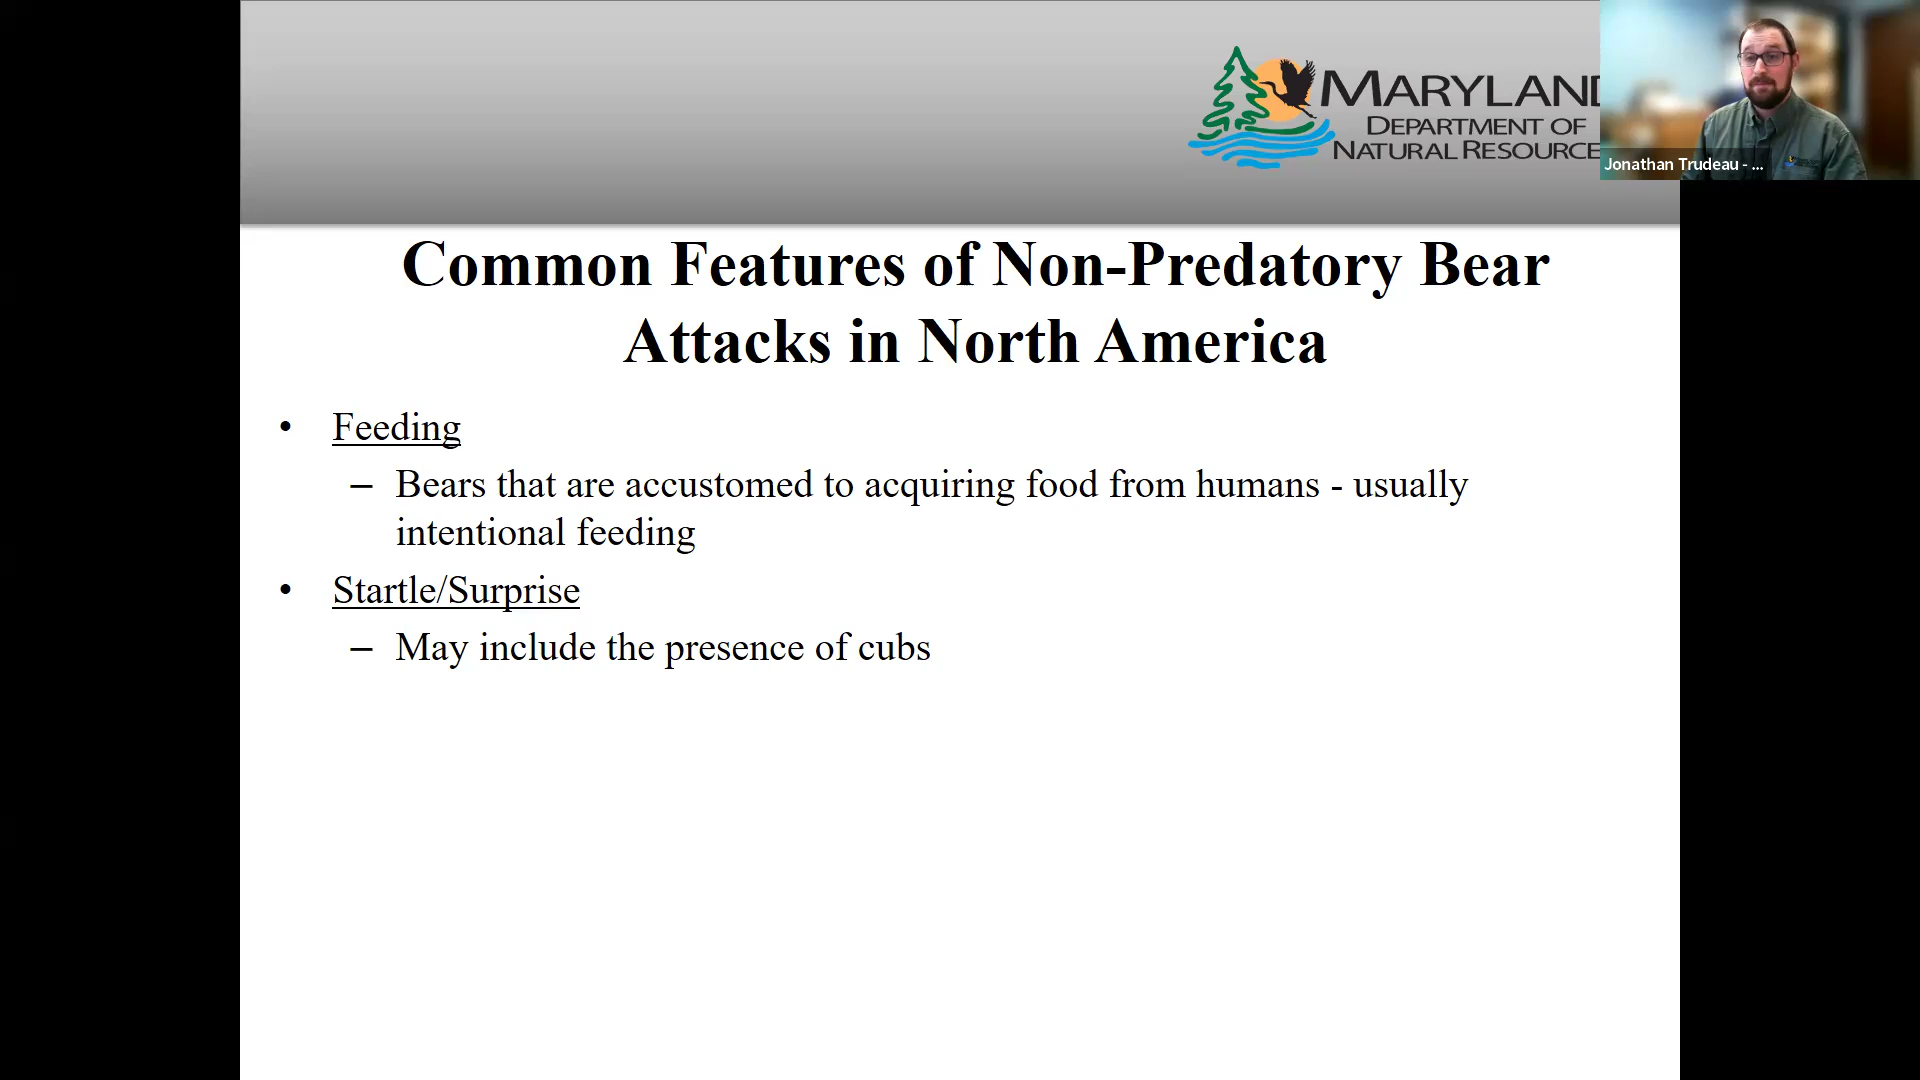 MARYLAND
DEPARTMENT OF
NATURAL RESOURCE
Jonathan Trudeau - ...
Common Features of Non-Predatory Bear
Attacks in North America
• Feeding
– Bears that are accustomed to acquiring food from humans - usually
intentional feeding
• Startle/Surprise
– May include the presence of cubs